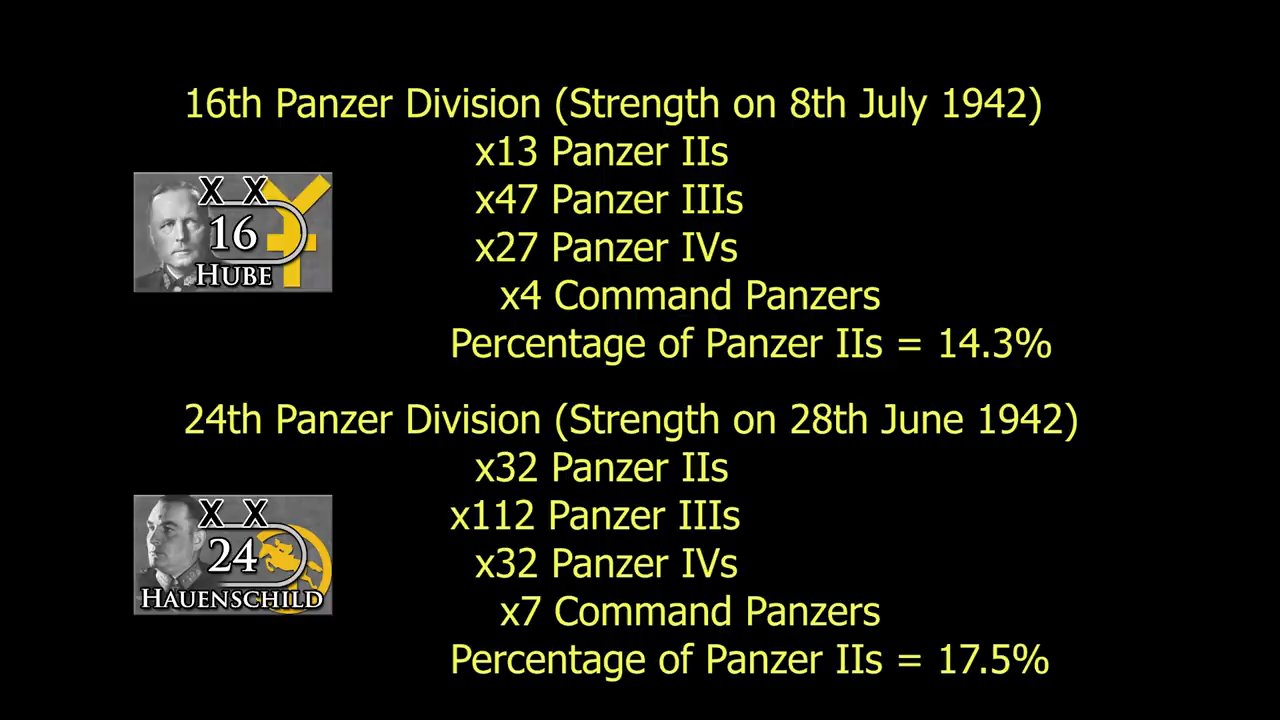 16th Panzer Division (Strength on 8th July 1942)
x13 Panzer IIs
x47 Panzer IIIs
x27 Panzer IVs
x4 Command Panzers
Percentage of Panzer IIs = 14.3%
X X
16
HUBE
24th Panzer Division (Strength on 28th June 1942)
x32 Panzer IIs
x112 Panzer IIIs
x32 Panzer IVs
x7 Command Panzers
Percentage of Panzer IIs = 17.5%
X X
24
HAUENSCHILD